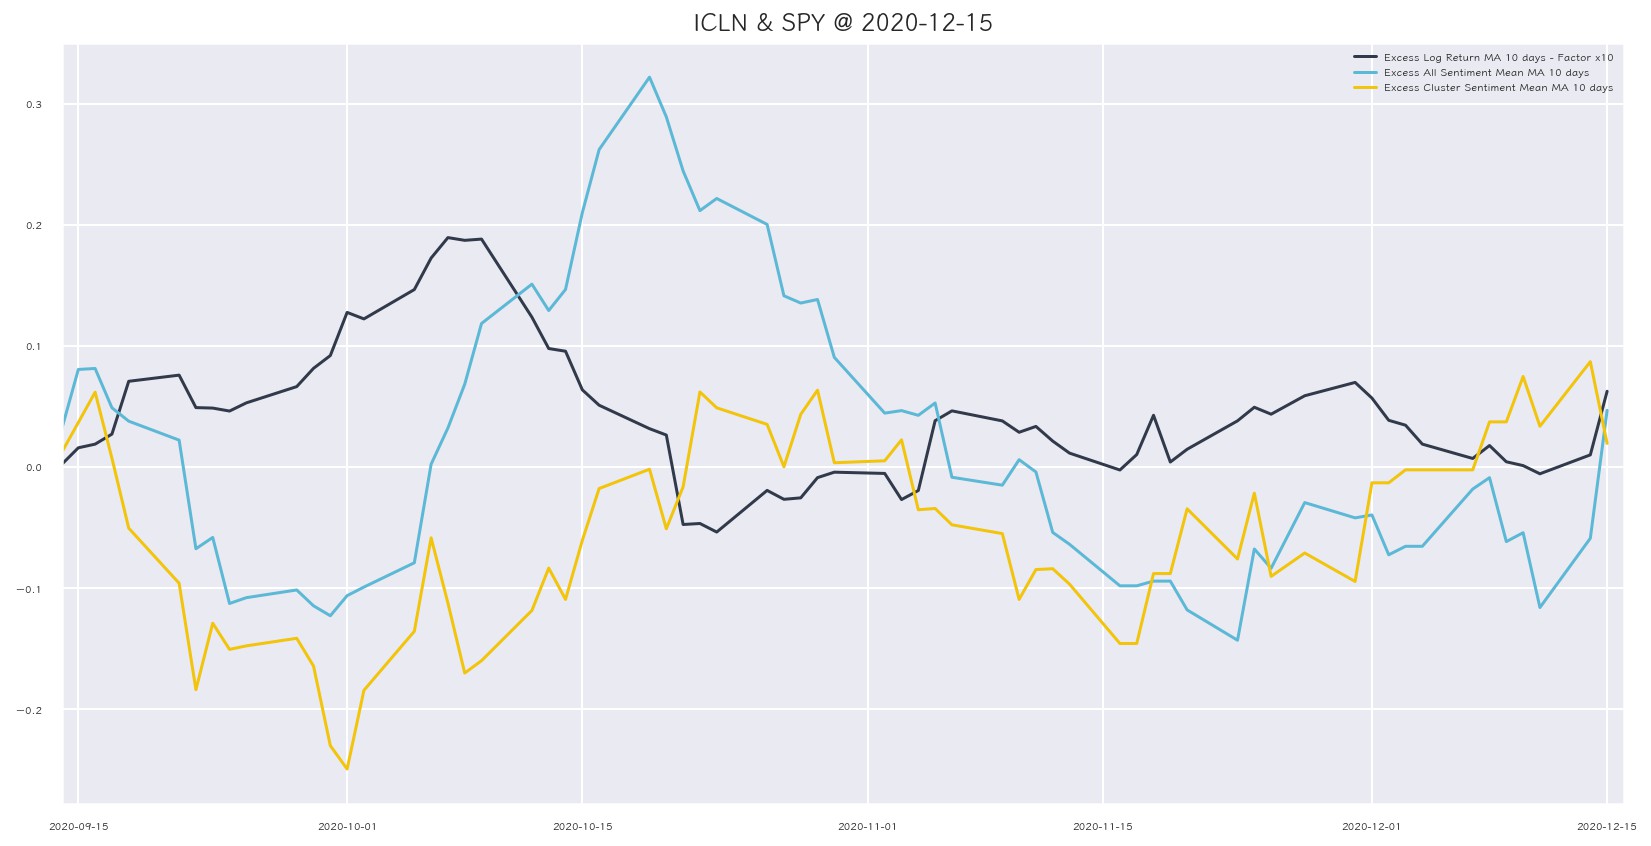 ICLN & SPY @ 2020-12-15
Excess Log Return MA 10 days - Factor x10
Excess All Sentiment Mean MA 10 days
Excess Cluster Sentiment Mean MA 10 days
0.3
0.2
0.1
0.0
−0.1
−0.2
2020-09-15 2020-10-01 2020-10-15 2020-11-01 2020-11-15 2020-12-01 2020-12-15